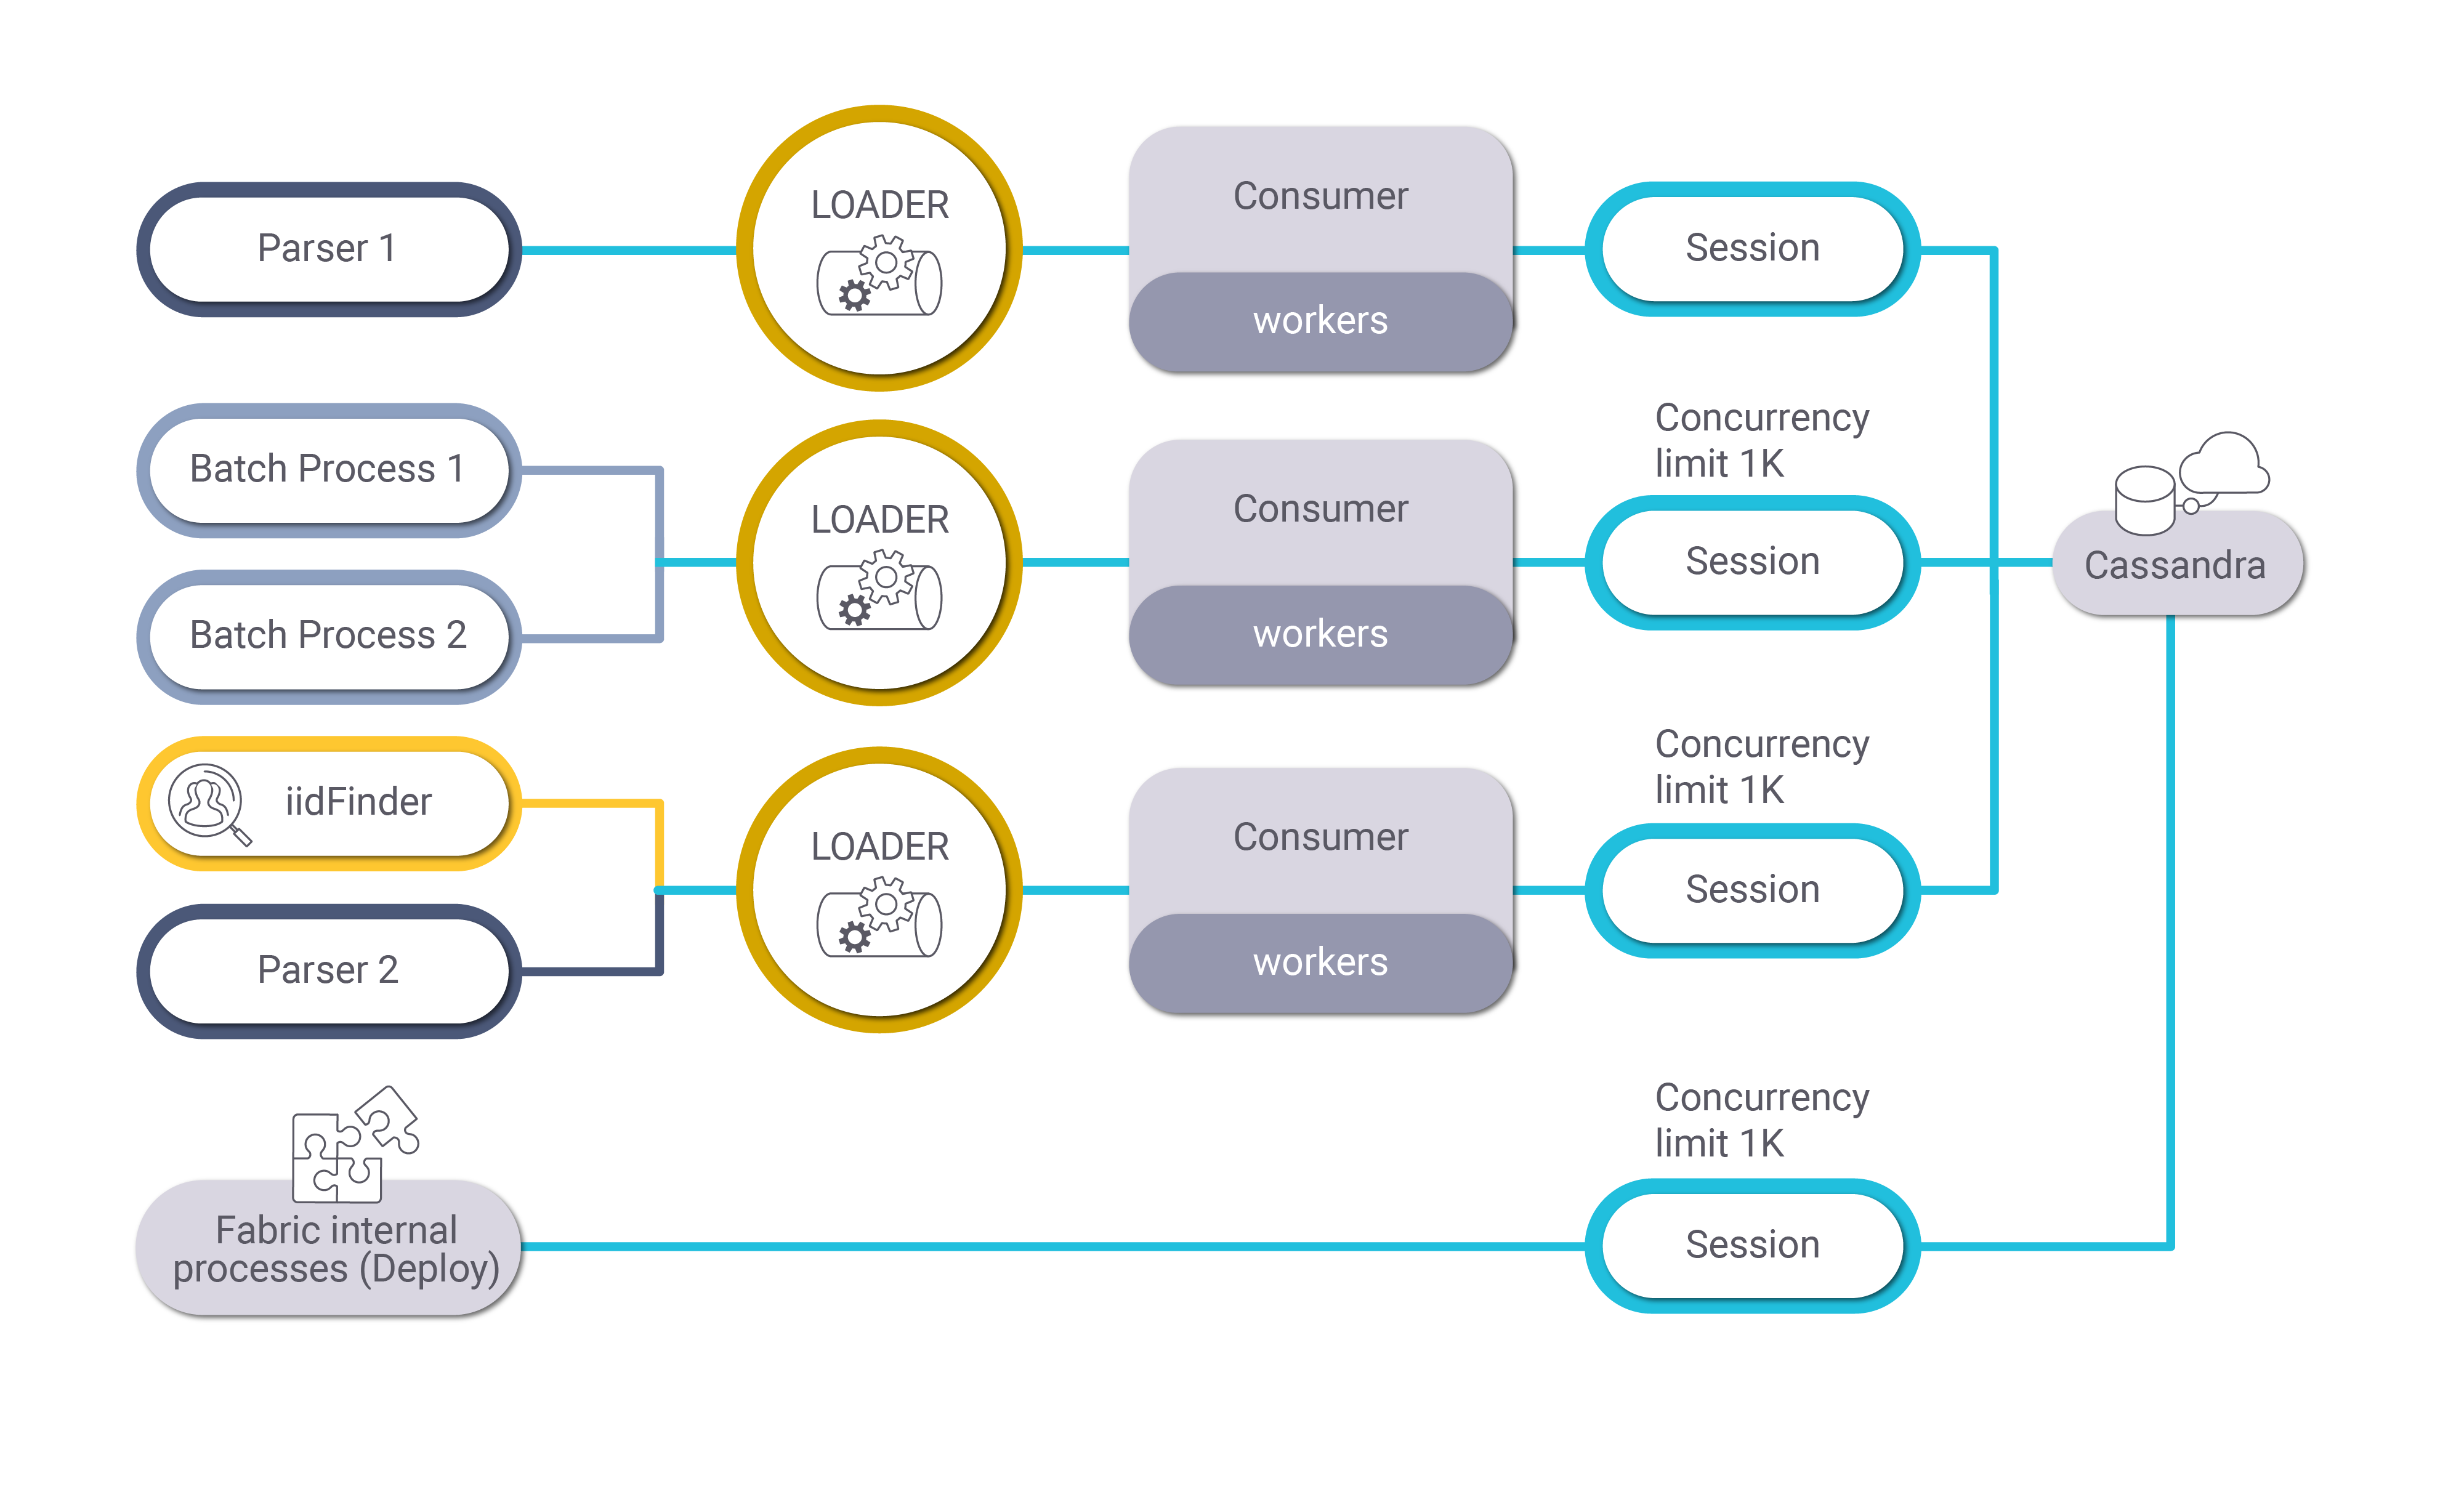 Parser 1
LOADER
Consumer
workers
Session
Batch Process 1
Batch Process 2
LOADER
Consumer
workers
Concurrency
limit 1K
Session
Cassandra
iidFinder
Parser 2
LOADER
Consumer
workers
Concurrency
limit 1K
Session
Fabric internal
processes (Deploy)
Concurrency
limit 1K
Session